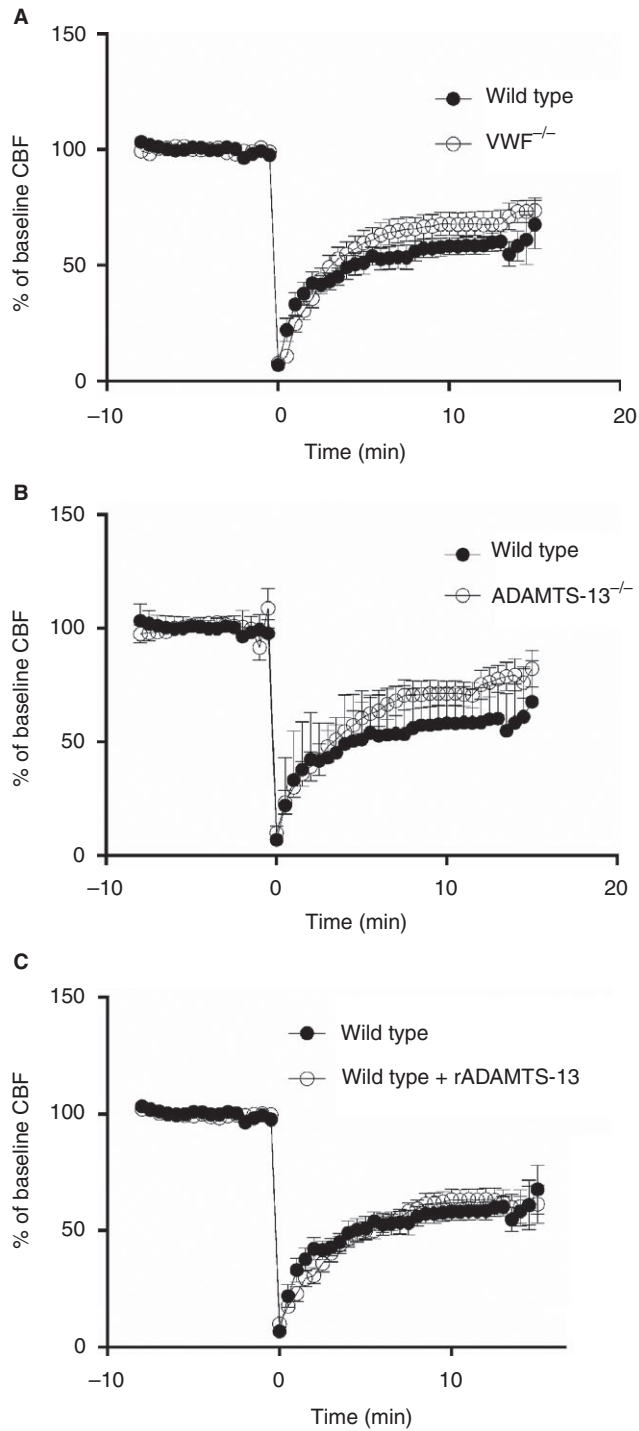 A
150
Wild type
VWF–/–
100
% of baseline CBF
50
0
–10
0
10
20
Time (min)
B
150
Wild type
ADAMTS-13–/–
100
% of baseline CBF
50
0
–10
0
10
20
Time (min)
C
150
Wild type
Wild type + rADAMTS-13
100
% of baseline CBF
50
0
–10
0
10
Time (min)